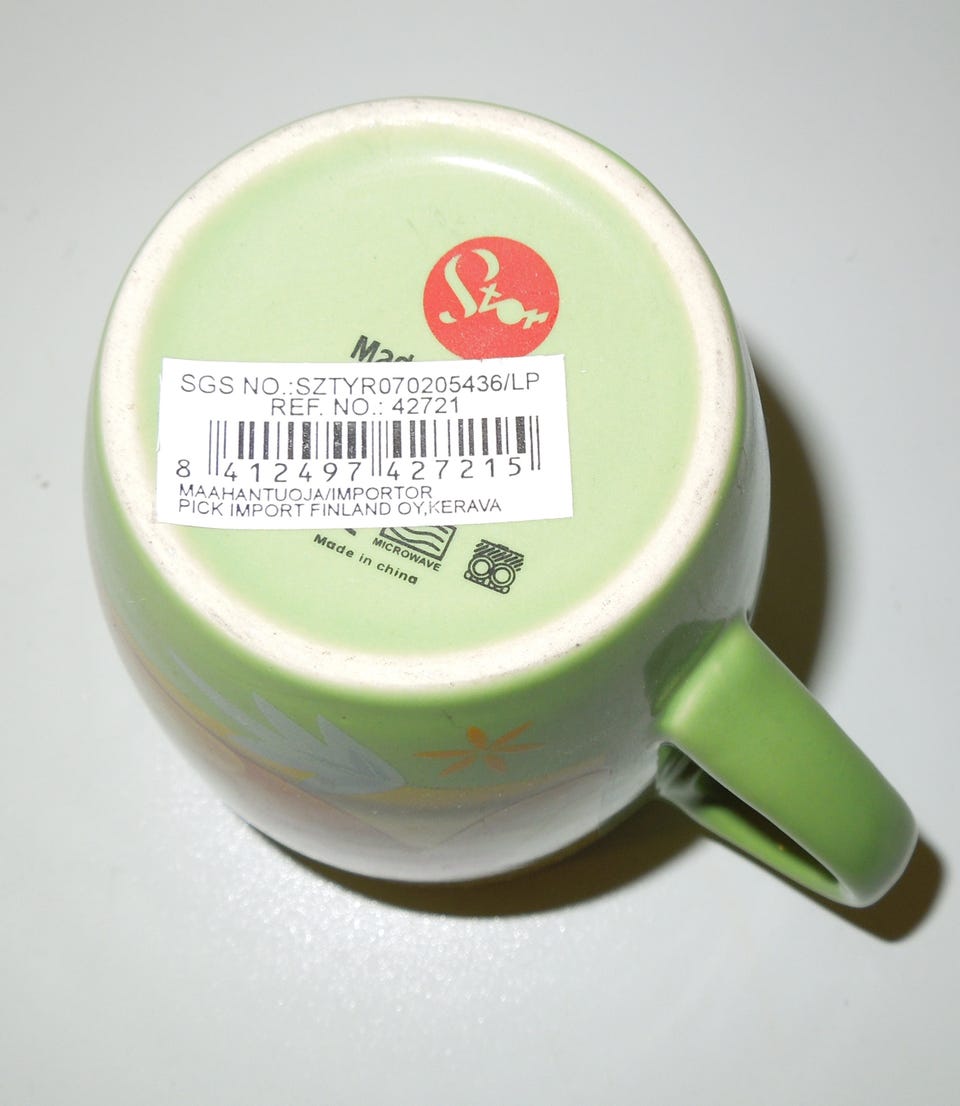 Stor
Mad
SGS NO.:SZTYR070205436/LP
REF. NO.: 42721
8 412497 427215
MAAHANTUOJA/IMPORTOR
PICK IMPORT FINLAND OY,KERAVA
MICROWAVE
Made in china